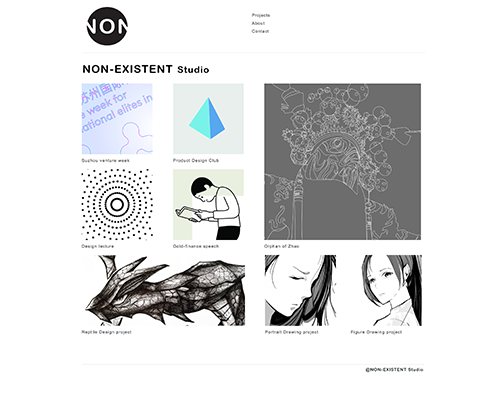 NON
Projects
About
Contact
NON-EXISTENT Studio
苏州国际
week for
national elites in
Suzhou venture week
Product Design Club
Design lecture
Gold-finance speech
Orphan of Zhao
Reptile Design project
Portrait Drawing project
Figure Drawing project
@NON-EXISTENT Studio